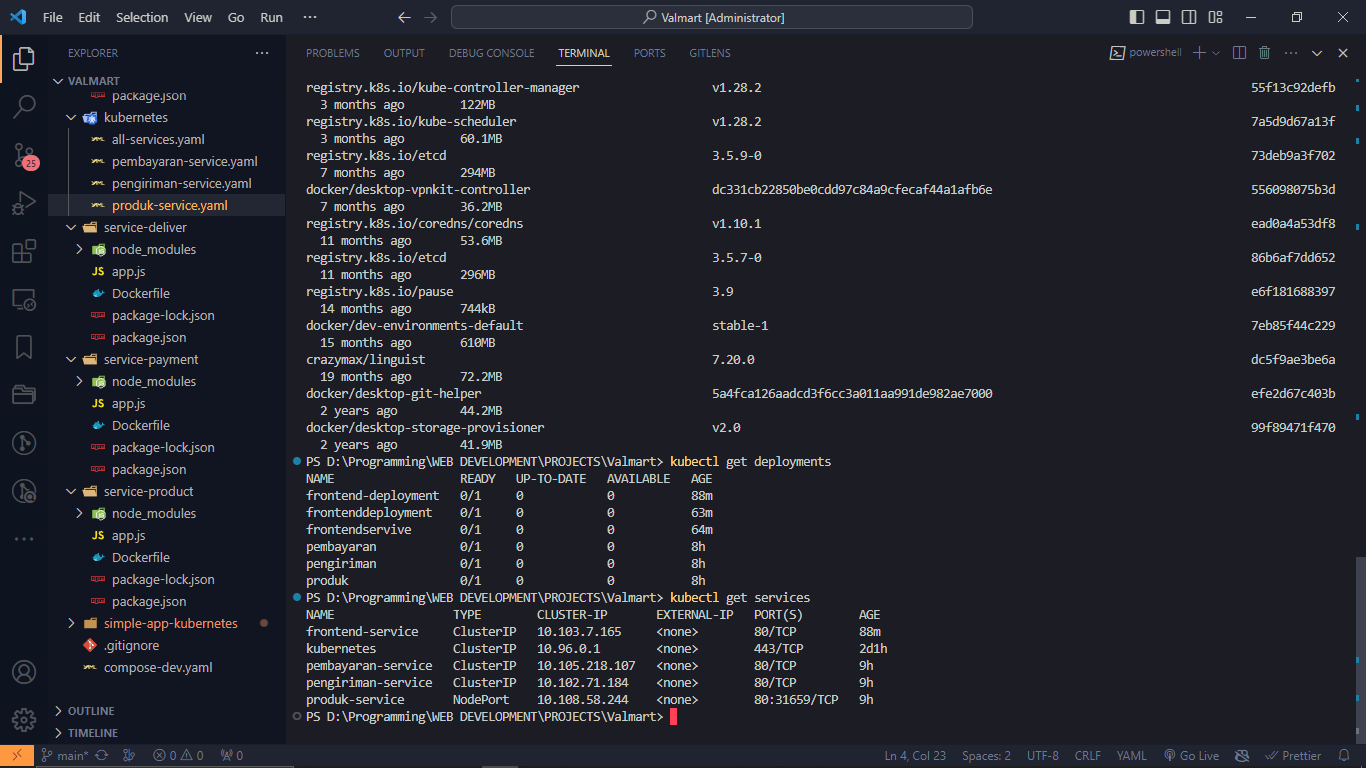 File Edit Selection View Go Run ···
Valmart [Administrator]
EXPLORER
VALMART
package.json
kubernetes
all-services.yaml
pembayaran-service.yaml
pengiriman-service.yaml
produk-service.yaml
service-deliver
node_modules
JS app.js
Dockerfile
package-lock.json
package.json
service-payment
node_modules
JS app.js
Dockerfile
package-lock.json
package.json
service-product
node_modules
JS app.js
Dockerfile
package-lock.json
package.json
simple-app-kubernetes
.gitignore
compose-dev.yaml
OUTLINE
TIMELINE
25
PROBLEMS OUTPUT DEBUG CONSOLE TERMINAL PORTS GITLENS
powershell
registry.k8s.io/kube-controller-manager v1.28.2 55f13c92defb
3 months ago 122MB
registry.k8s.io/kube-scheduler v1.28.2 7a5d9d67a13f
3 months ago 60.1MB
registry.k8s.io/etcd 3.5.9-0 73deb9a3f702
7 months ago 294MB
docker/desktop-vpnkit-controller dc331cb22850be0cdd97c84a9cfecaf44a1afb6e 556098075b3d
7 months ago 36.2MB
registry.k8s.io/coredns/coredns v1.10.1 ead0a4a53df8
11 months ago 53.6MB
registry.k8s.io/etcd 3.5.7-0 86b6af7dd652
11 months ago 296MB
registry.k8s.io/pause 3.9 e6f181688397
14 months ago 744kB
docker/dev-environments-default stable-1 7eb85f44c229
15 months ago 610MB
crazymax/linguist 7.20.0 dc5f9ae3be6a
19 months ago 72.2MB
docker/desktop-git-helper 5a4fca126aadcd3f6cc3a011aa991de982ae7000 efe2d67c403b
2 years ago 44.2MB
docker/desktop-storage-provisioner v2.0 99f89471f470
2 years ago 41.9MB
PS D:\Programming\WEB DEVELOPMENT\PROJECTS\Valmart> kubectl get deployments
NAME READY UP-TO-DATE AVAILABLE AGE
frontend-deployment 0/1 0 0 88m
frontenddeployment 0/1 0 0 63m
frontendservive 0/1 0 0 64m
pembayaran 0/1 0 0 8h
pengiriman 0/1 0 0 8h
produk 0/1 0 0 8h
PS D:\Programming\WEB DEVELOPMENT\PROJECTS\Valmart> kubectl get services
NAME TYPE CLUSTER-IP EXTERNAL-IP PORT(S) AGE
frontend-service ClusterIP 10.103.7.165 <none> 80/TCP 88m
kubernetes ClusterIP 10.96.0.1 <none> 443/TCP 2d1h
pembayaran-service ClusterIP 10.105.218.107 <none> 80/TCP 9h
pengiriman-service ClusterIP 10.102.71.184 <none> 80/TCP 9h
produk-service NodePort 10.108.58.244 <none> 80:31659/TCP 9h
PS D:\Programming\WEB DEVELOPMENT\PROJECTS\Valmart>
main* 0 0 0 Ln 4, Col 23 Spaces: 2 UTF-8 CRLF YAML Go Live Prettier